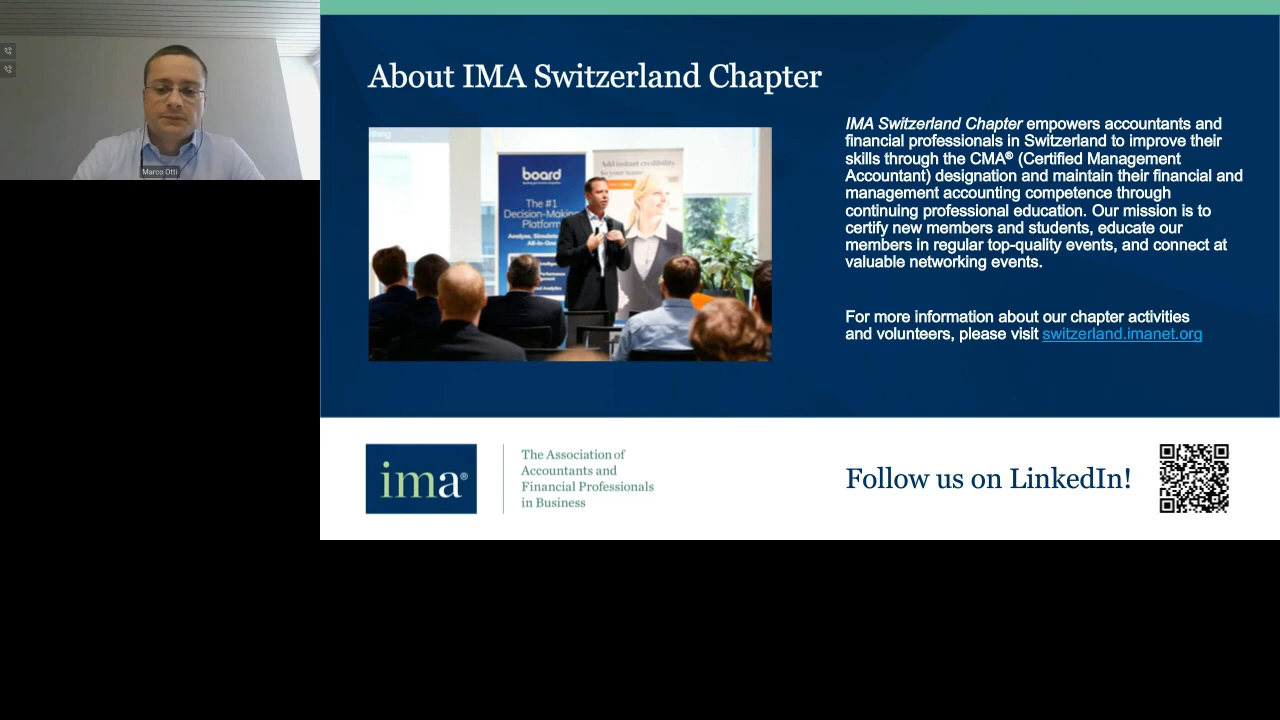 Marco Otti
About IMA Switzerland Chapter
board
The #1
Decision-Making
Platform
Add instant credibility
to your name
IMA Switzerland Chapter empowers accountants and
financial professionals in Switzerland to improve their
skills through the CMA® (Certified Management
Accountant) designation and maintain their financial and
management accounting competence through
continuing professional education. Our mission is to
certify new members and students, educate our
members in regular top-quality events, and connect at
valuable networking events.
For more information about our chapter activities
and volunteers, please visit switzerland.imanet.org
ima®
The Association of
Accountants and
Financial Professionals
in Business
Follow us on LinkedIn!